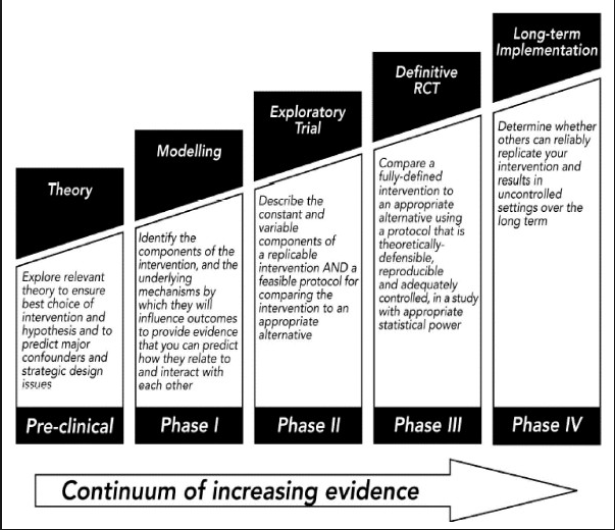 Theory
Explore relevant
theory to ensure
best choice of
intervention and
hypothesis and to
predict major
confounders and
strategic design
issues
Pre-clinical
Modelling
Identify the
components of the
intervention, and the
underlying
mechanisms by
which they will
influence outcomes
to provide evidence
that you can predict
how they relate to
and interact with
each other
Phase I
Exploratory
Trial
Describe the
constant and
variable
components of
a replicable
intervention AND a
feasible protocol for
comparing the
intervention to an
appropriate
alternative
Phase II
Definitive
RCT
Compare a
fully-defined
intervention to
an appropriate
alternative using
a protocol that is
theoretically-
defensible,
reproducible
and adequately
controlled, in a study
with appropriate
statistical power
Phase III
Long-term
Implementation
Determine whether
others can reliably
replicate your
intervention and
results in
uncontrolled
settings over the
long term
Phase IV
Continuum of increasing evidence